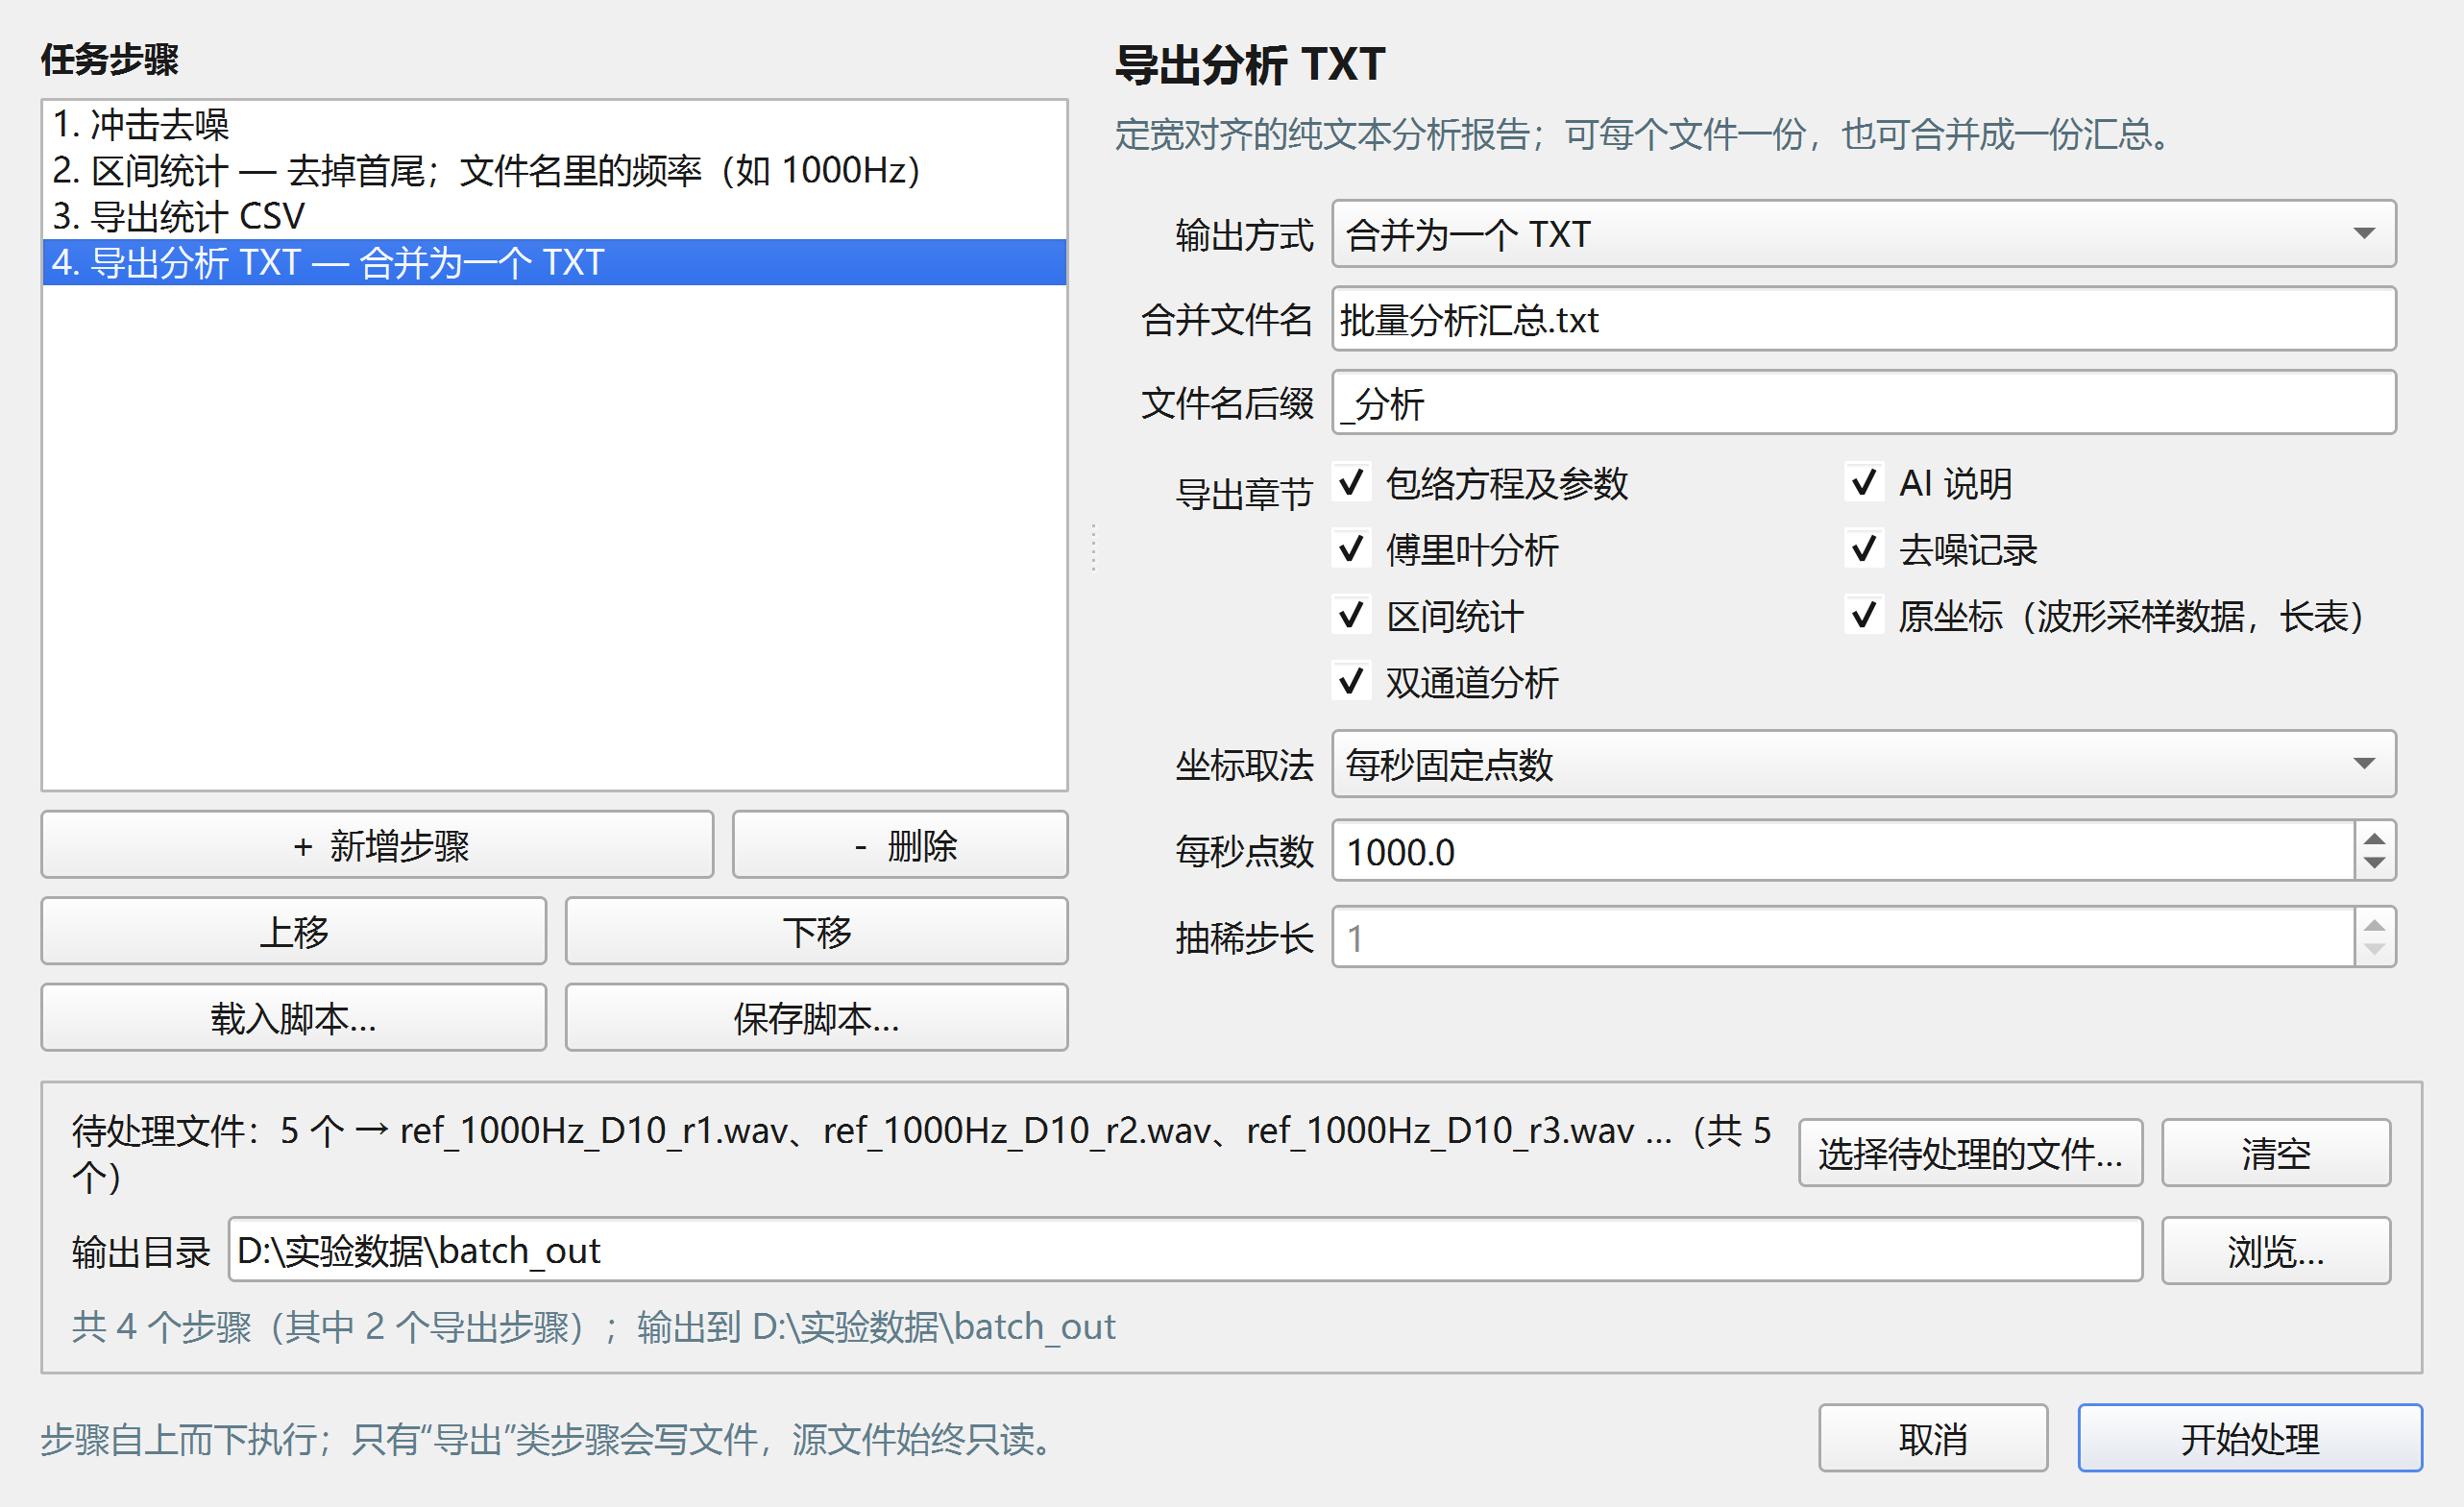 任务步骤
1. 冲击去噪
2. 区间统计 — 去掉首尾；文件名里的频率（如 1000Hz）
3. 导出统计 CSV
4. 导出分析 TXT — 合并为一个 TXT
+ 新增步骤
- 删除
上移
下移
载入脚本...
保存脚本...
导出分析 TXT
定宽对齐的纯文本分析报告；可每个文件一份，也可合并成一份汇总。
输出方式
合并为一个 TXT
合并文件名
批量分析汇总.txt
文件名后缀
_分析
导出章节
包络方程及参数
AI 说明
傅里叶分析
去噪记录
区间统计
原坐标（波形采样数据，长表）
双通道分析
坐标取法
每秒固定点数
每秒点数
1000.0
抽稀步长
1
待处理文件：5 个 → ref_1000Hz_D10_r1.wav、ref_1000Hz_D10_r2.wav、ref_1000Hz_D10_r3.wav ...（共 5
个）
选择待处理的文件...
清空
输出目录
D:\实验数据\batch_out
浏览...
共 4 个步骤（其中 2 个导出步骤）；输出到 D:\实验数据\batch_out
步骤自上而下执行；只有“导出”类步骤会写文件，源文件始终只读。
取消
开始处理